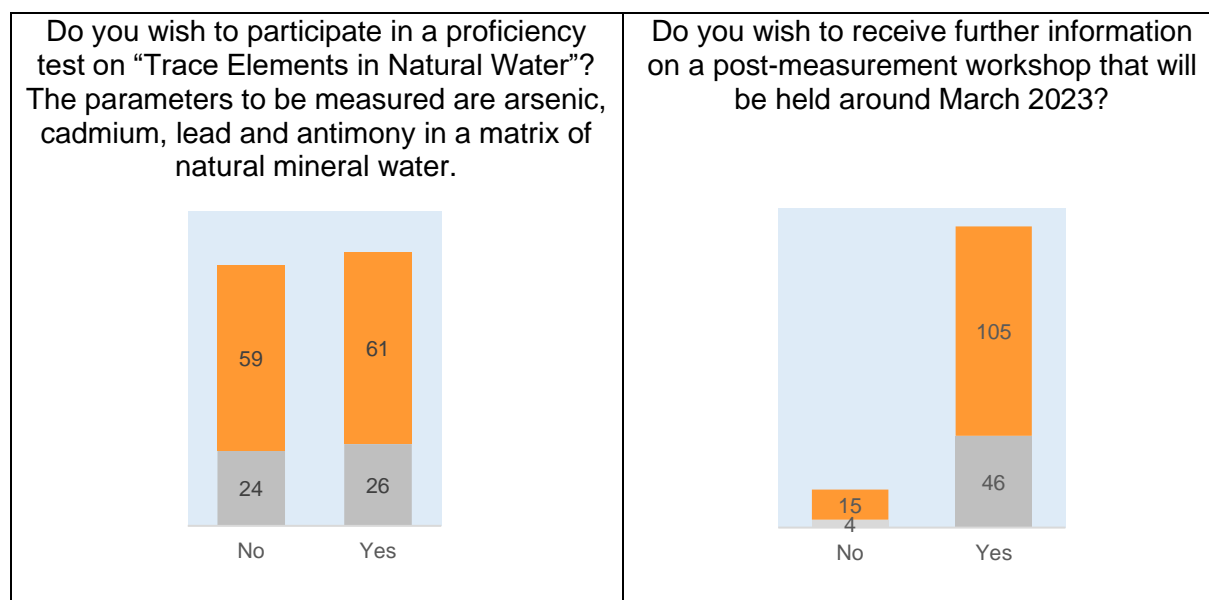 Do you wish to participate in a proficiency
test on “Trace Elements in Natural Water”?
The parameters to be measured are arsenic,
cadmium, lead and antimony in a matrix of
natural mineral water.
59
61
24
26
No
Yes
Do you wish to receive further information
on a post-measurement workshop that will
be held around March 2023?
105
46
15
4
No
Yes